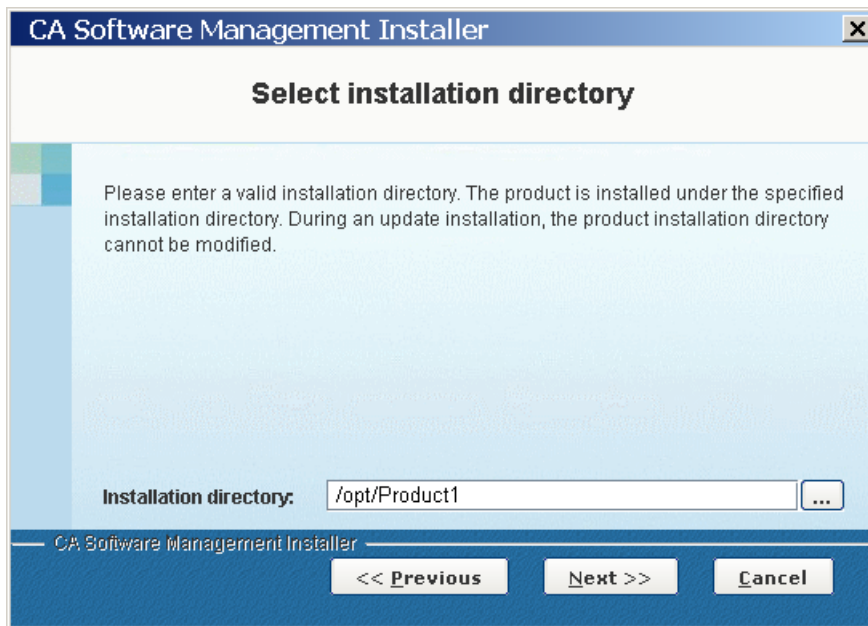 CA Software Management Installer
Select installation directory
Please enter a valid installation directory. The product is installed under the specified
installation directory. During an update installation, the product installation directory
cannot be modified.
Installation directory: /opt/Product1 ...
CA Software Management Installer
<< Previous Next >> Cancel